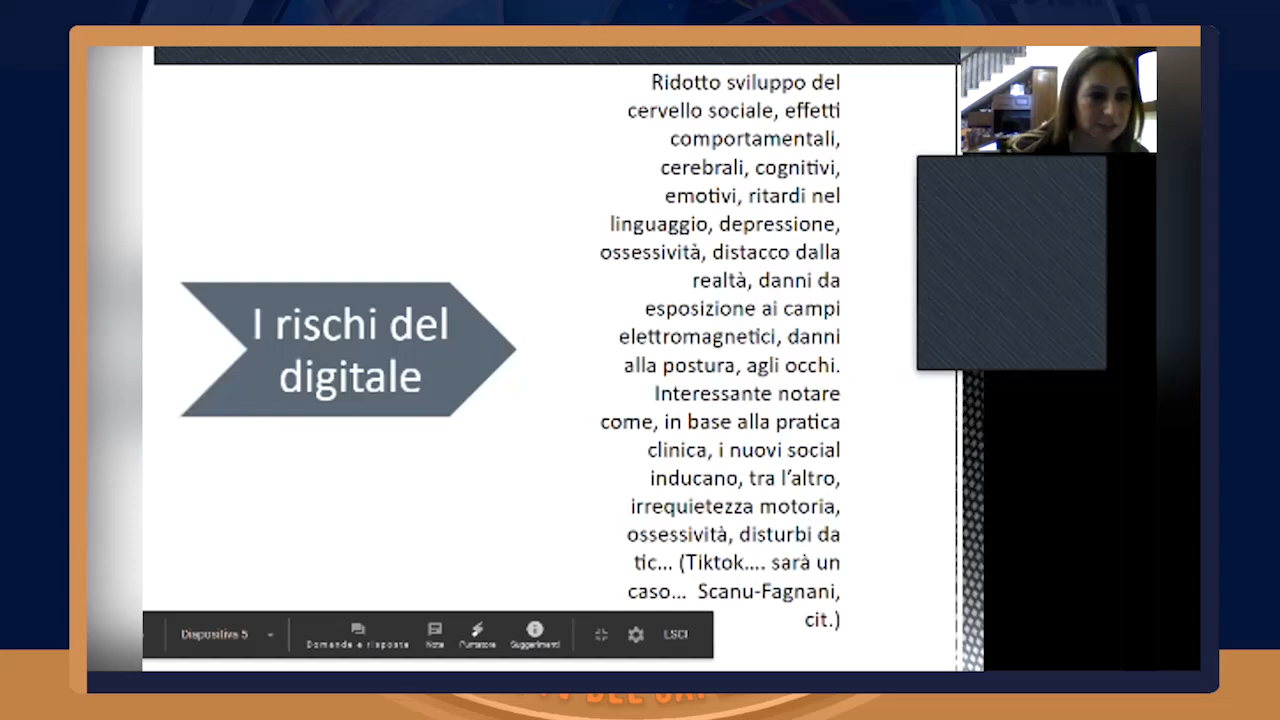 Ridotto sviluppo del
cervello sociale, effetti
comportamentali,
cerebrali, cognitivi,
emotivi, ritardi nel
linguaggio, depressione,
ossessività, distacco dalla
realtà, danni da
esposizione ai campi
elettromagnetici, danni
alla postura, agli occhi.
Interessante notare
come, in base alla pratica
clinica, i nuovi social
inducano, tra l'altro,
irrequietezza motoria,
ossessività, disturbi da
tic... (Tiktok.... sarà un
caso... Scanu-Fagnani,
cit.)
I rischi del
digitale
Diapositiva 5
Domande e risposte
Note
Puntatore
Suggerimenti
ESCI